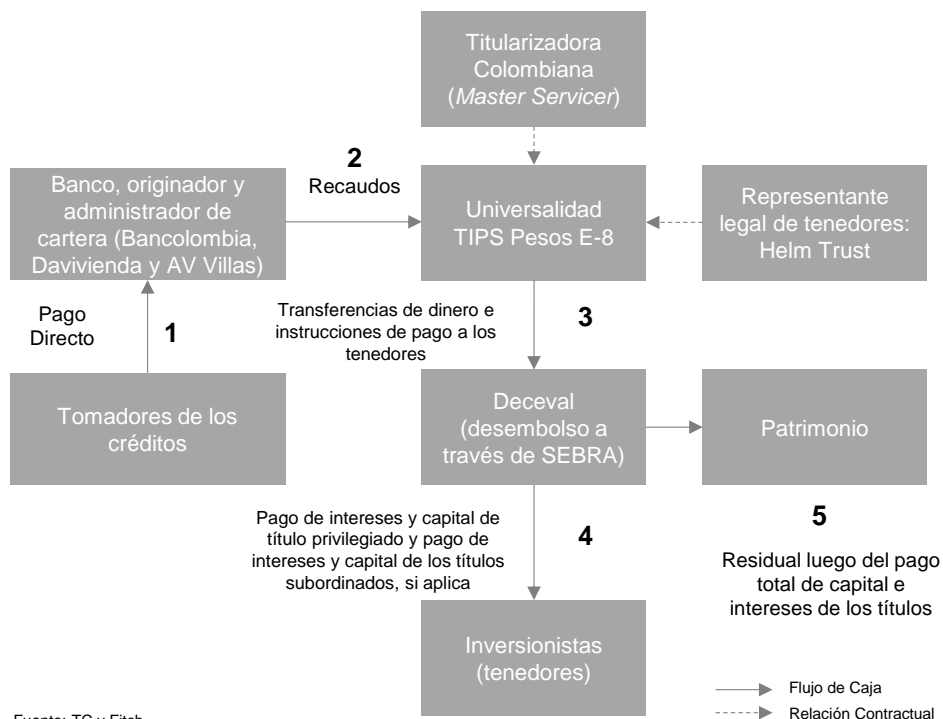 Titularizadora
Colombiana
(Master Servicer)
2
Recaudos
Banco, originador y
administrador de
cartera (Bancolombia,
Davivienda y AV Villas)
Universalidad
TIPS Pesos E-8
Representante
legal de tenedores:
Helm Trust
Pago
Directo
1
Transferencias de dinero e
instrucciones de pago a los
tenedores
3
Tomadores de los
créditos
Deceval
(desembolso a
través de SEBRA)
Patrimonio
Pago de intereses y capital de
título privilegiado y pago de
intereses y capital de los títulos
subordinados, si aplica
4
5
Residual luego del pago
total de capital e
intereses de los títulos
Inversionistas
(tenedores)
Flujo de Caja
Relación Contractual
Fuente: TC y Fitch